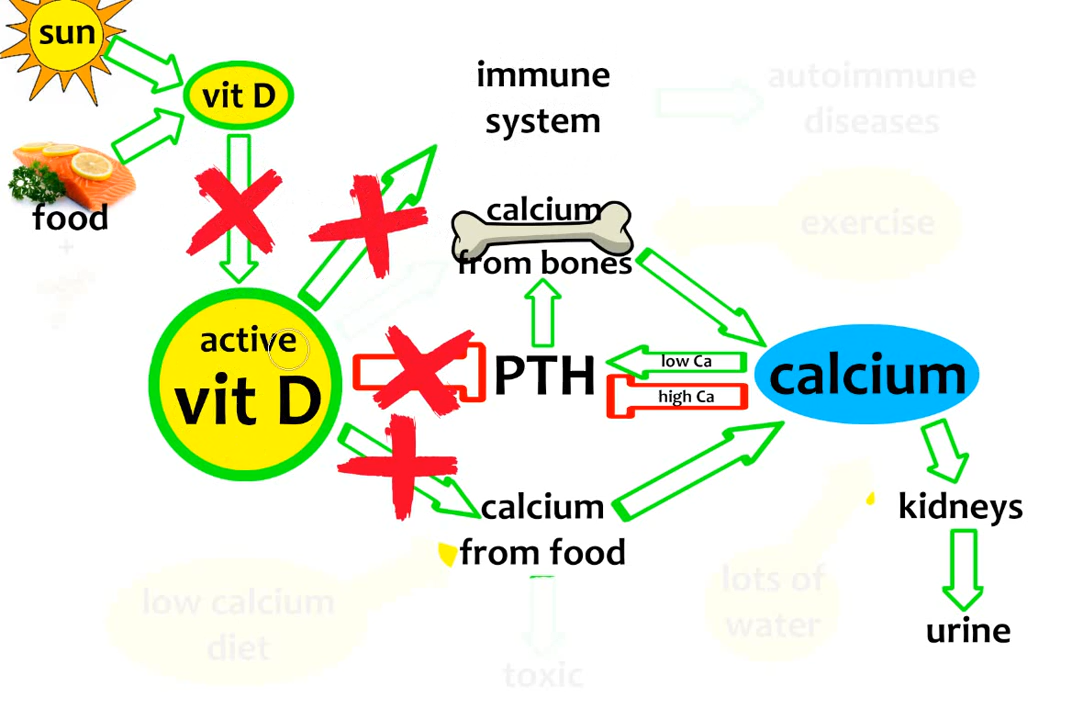 sun
vit D
food
+
immune
system
autoimmune
diseases
calcium
from bones
exercise
active
vit D
PTH
low Ca
high Ca
calcium
calcium
from food
kidneys
urine
low calcium
diet
lots of
water
toxic